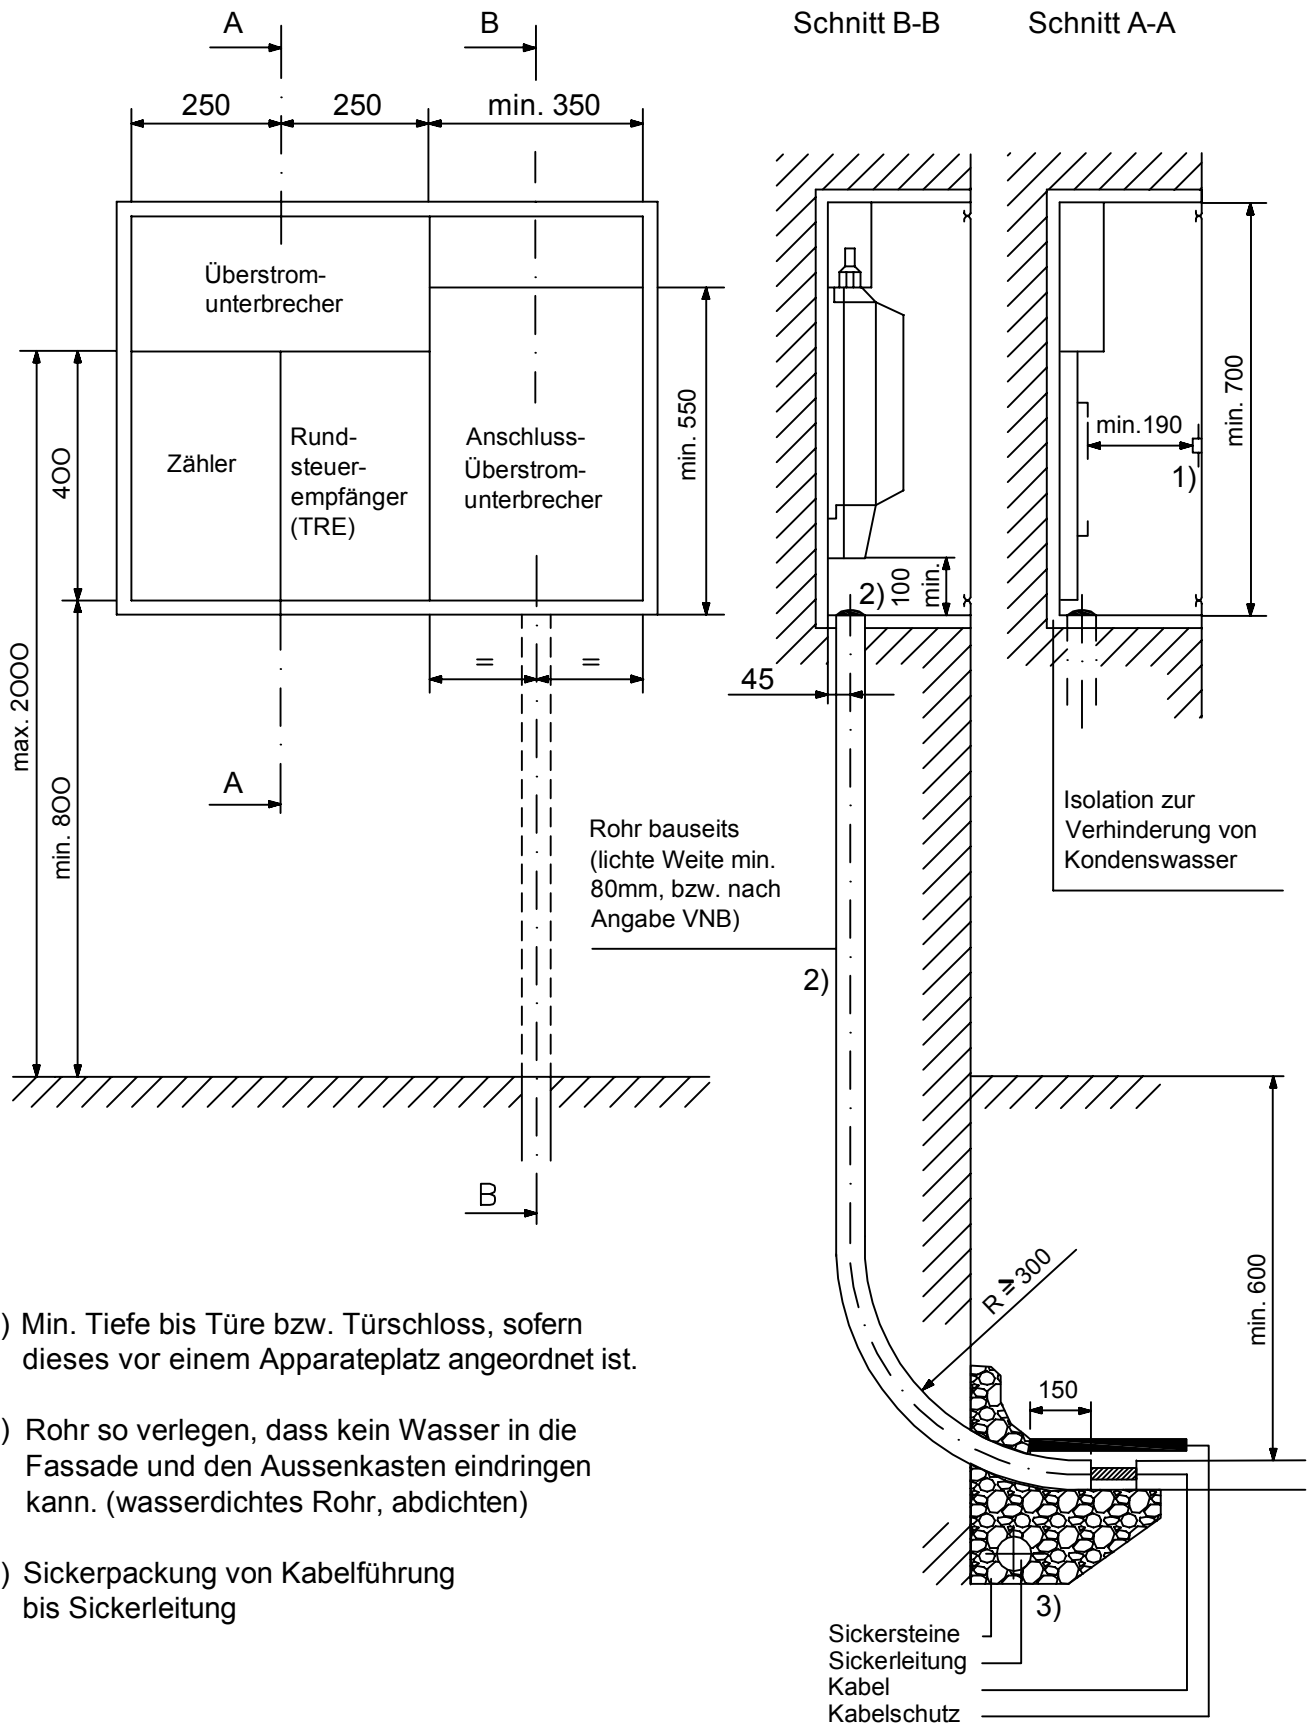 A
B
Schnitt B-B
Schnitt A-A
250
250
min. 350
Überstrom-
unterbrecher
Zähler
Rund-
steuer-
empfänger
(TRE)
Anschluss-
Überstrom-
unterbrecher
400
max. 2000
min. 800
min. 550
=
=
A
B
2)
100
min.
45
min.190
1)
min. 700
Rohr bauseits
(lichte Weite min.
80mm, bzw. nach
Angabe VNB)
2)
Isolation zur
Verhinderung von
Kondenswasser
R ≥ 300
150
min. 600
3)
Sickersteine
Sickerleitung
Kabel
Kabelschutz
) Min. Tiefe bis Türe bzw. Türschloss, sofern
dieses vor einem Apparateplatz angeordnet ist.
) Rohr so verlegen, dass kein Wasser in die
Fassade und den Aussenkasten eindringen
kann. (wasserdichtes Rohr, abdichten)
) Sickerpackung von Kabelführung
bis Sickerleitung